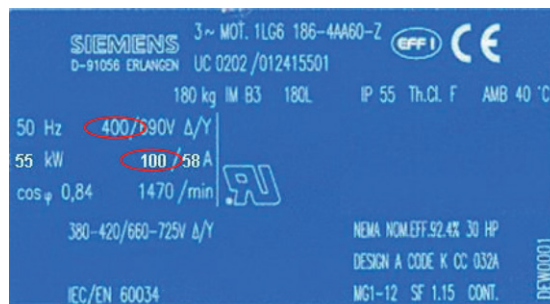 SIEMENS 3~ MOT. 1LG6 186-4AA60-Z EFF 1 CE
D-91056 ERLANGEN UC 0202/012415501
180 kg IM B3 180L IP 55 Th.Cl. F AMB 40 °C
50 Hz 400/690V Δ/Y
55 kW 100/58 A
cosφ 0,84 1470/min
380-420/660-725V Δ/Y
NEMA NOM.EFF.92.4% 30 HP
DESIGN A CODE K CC 032A
IEC/EN 60034 MG1-12 SF 1.15 CONT.